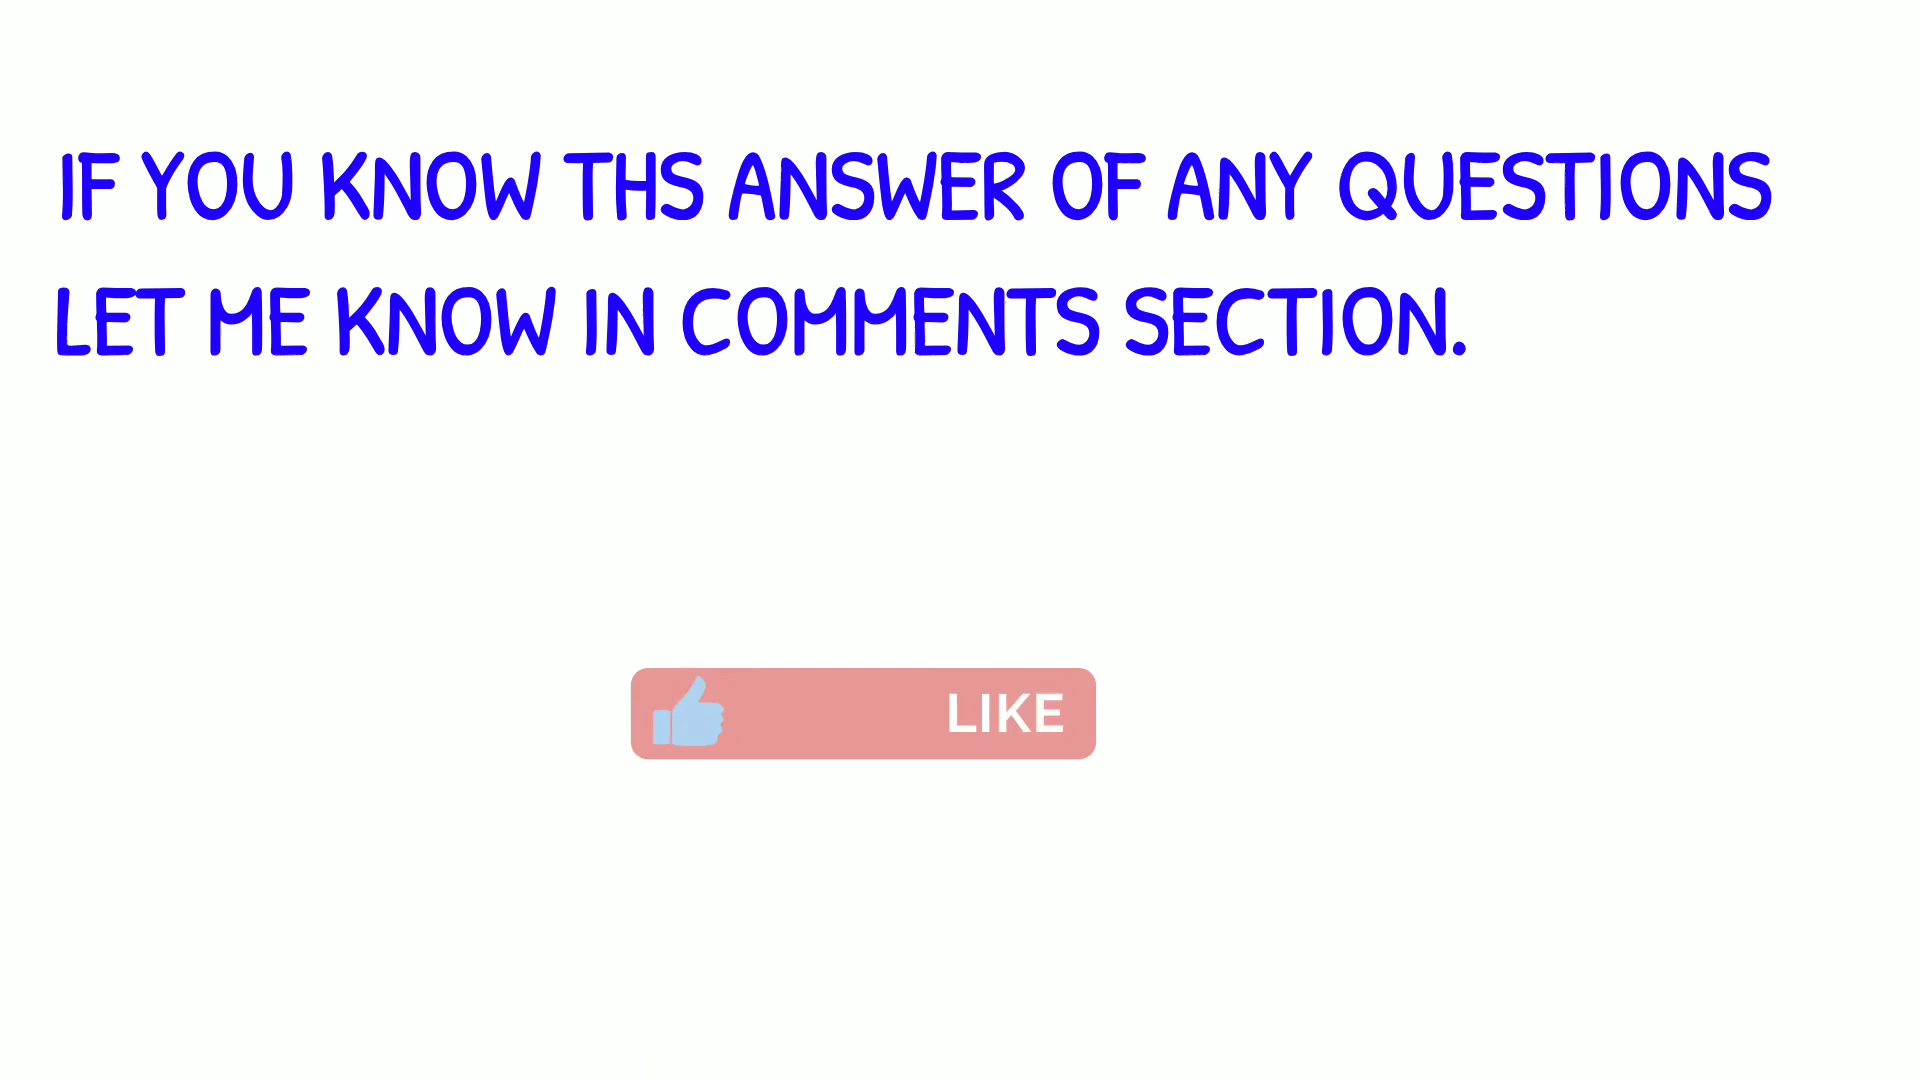 IF YOU KNOW THS ANSWER OF ANY QUESTIONS
LET ME KNOW IN COMMENTS SECTION.
LIKE